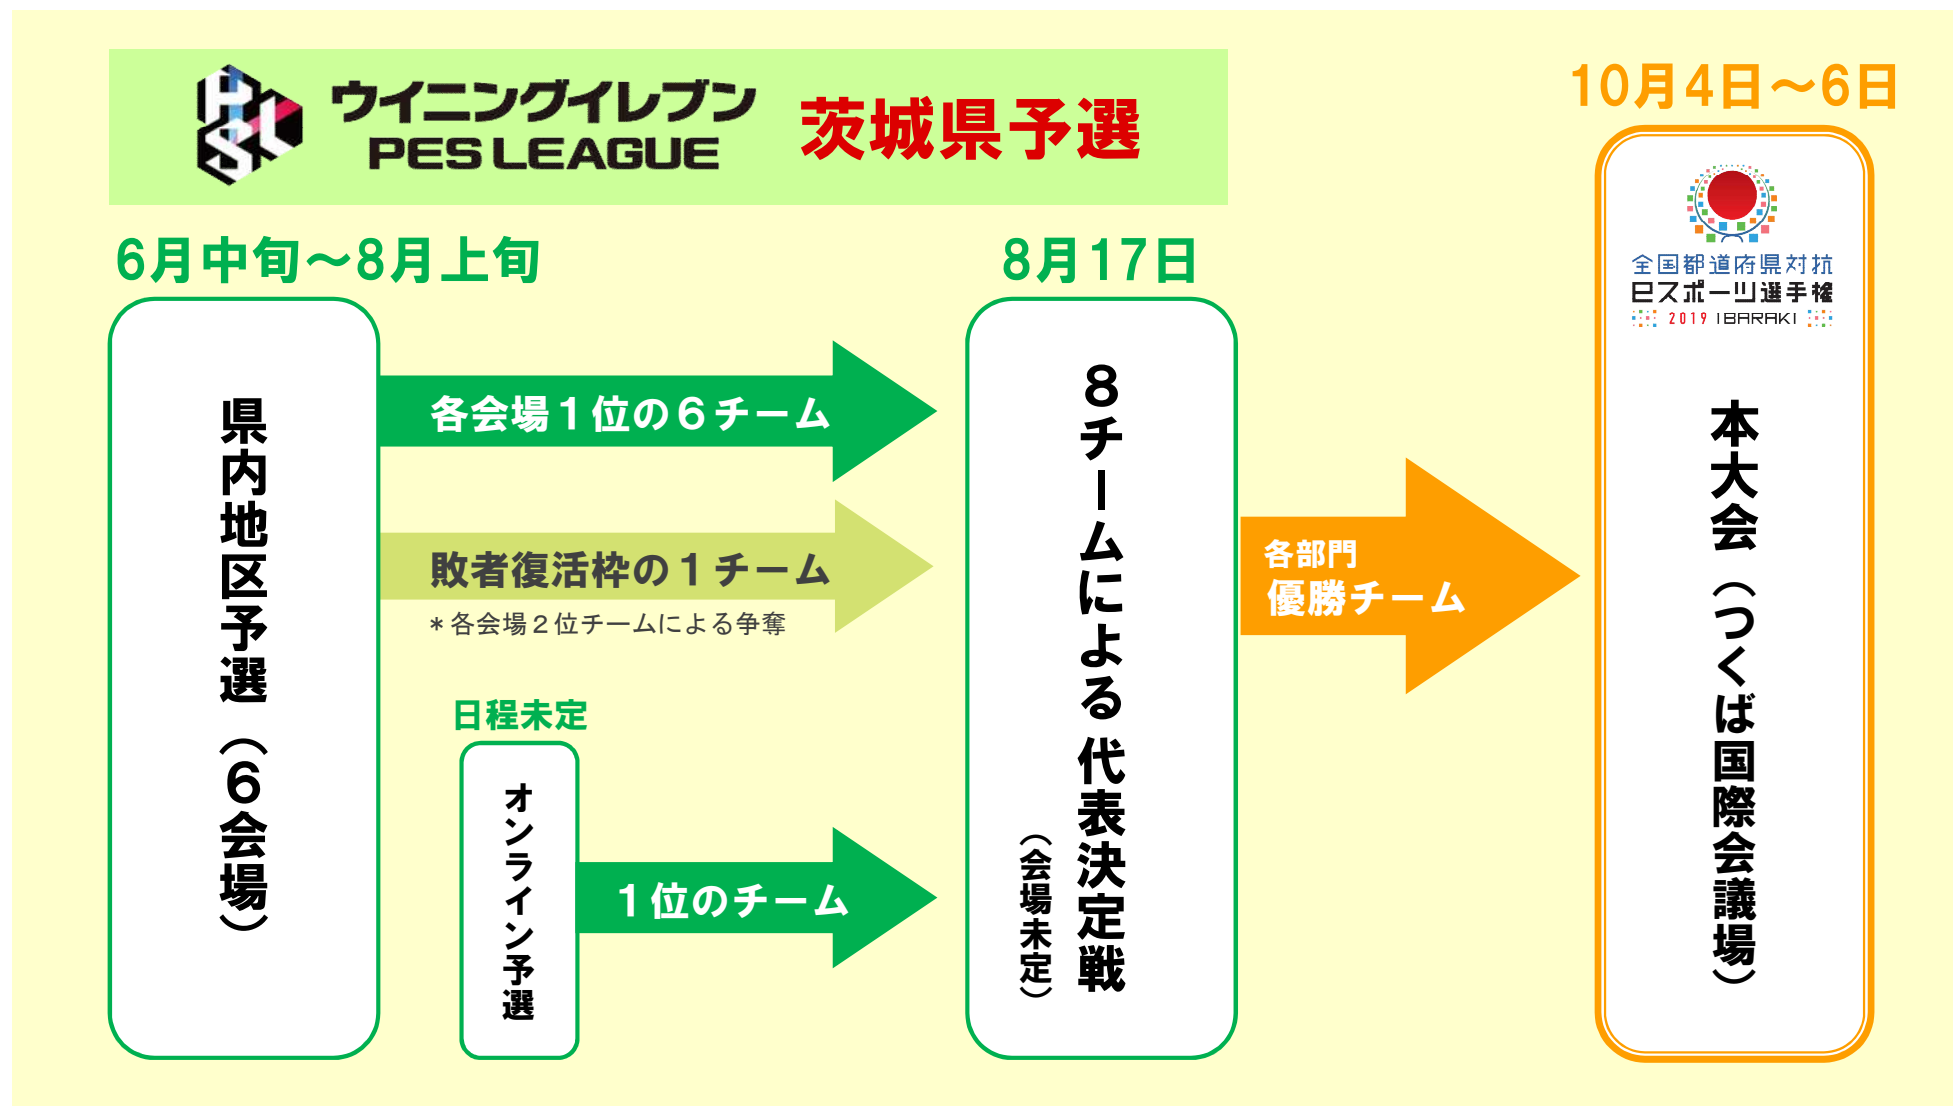 ウイニングイレブン
PES LEAGUE
茨城県予選
6月中旬～8月上旬
県内地区予選（６会場）
各会場１位の６チーム
敗者復活枠の１チーム
＊各会場２位チームによる争奪
日程未定
オンライン予選
１位のチーム
8月17日
８チームによる 代表決定戦
（会場未定）
各部門
優勝チーム
10月4日～6日
全国都道府県対抗
eスポーツ選手権
2019 IBARAKI
本大会（つくば国際会議場）